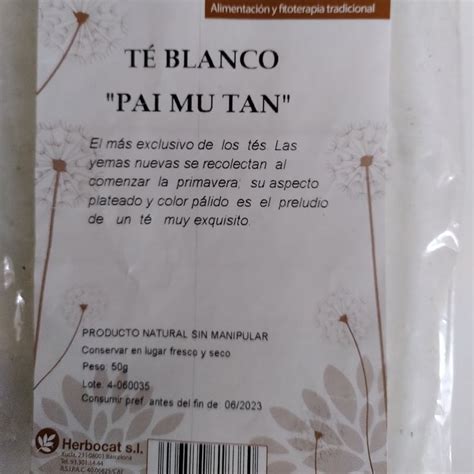 Alimentación y fitoterapia tradicional
TÉ BLANCO
"PAI MU TAN"
El más exclusivo de los tés. Las
yemas nuevas se recolectan al
comenzar la primavera; su aspecto
plateado y color pálido es el preludio
de un té muy exquisito.
PRODUCTO NATURAL SIN MANIPULAR
Conservar en lugar fresco y seco
Peso: 50g
Lote: 4-060035
Consumir pref. antes del fin de: 06/2023
Herbocat s.l.
Barcelona